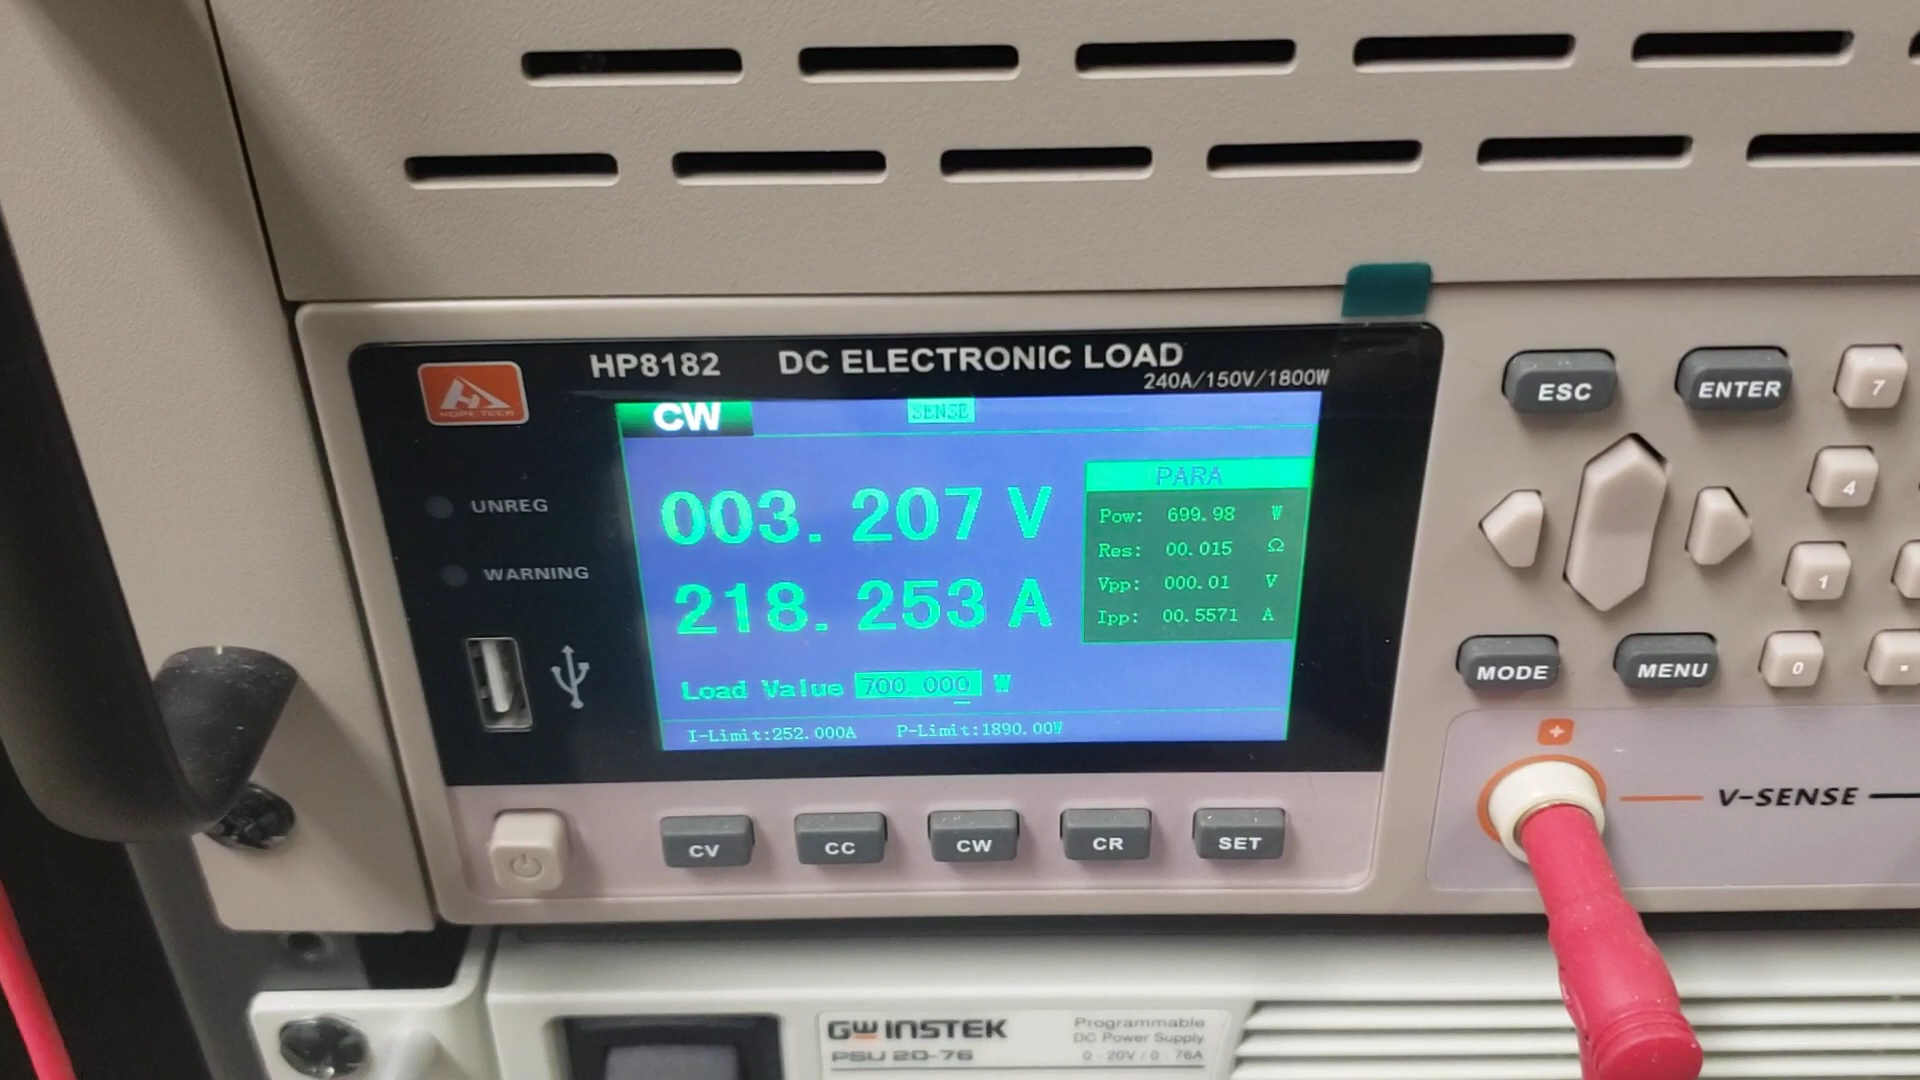 HP8182 DC ELECTRONIC LOAD
240A/150V/1800W
HOPE TECH
CW SENSE
003.207 V
218.253 A
PARA
Pow: 699.98 W
Res: 00.015 Ω
Vpp: 000.01 V
Ipp: 00.5571 A
Load Value 700.000 W
I-Limit:252.000A P-Limit:1890.00W
UNREG
WARNING
CV CC CW CR SET
ESC ENTER 7
4
1
MODE MENU 0 .
+
V-SENSE
GW INSTEK
PSU 20-76
Programmable
DC Power Supply
0 - 20V / 0 - 76A